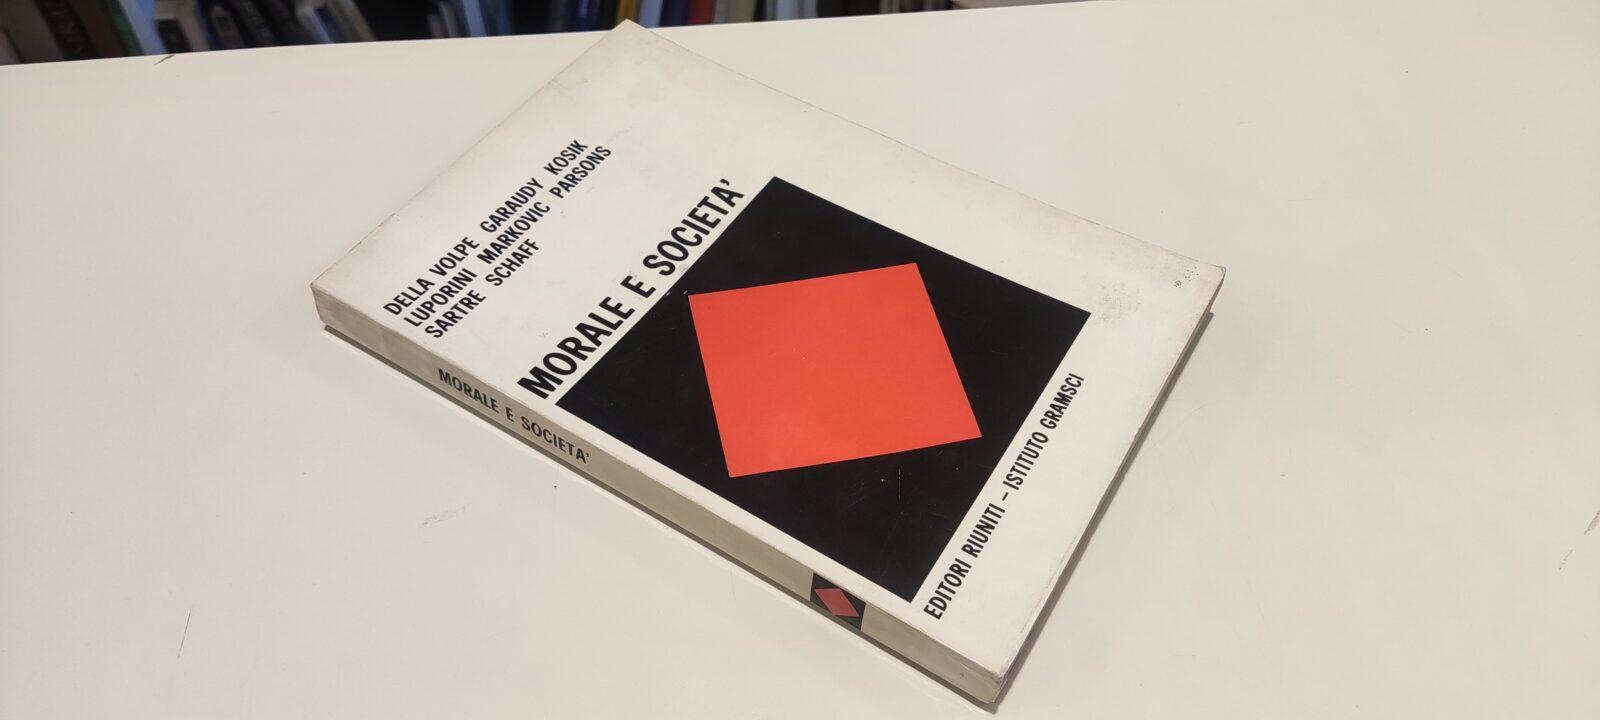 DELLA VOLPE GARAUDY KOSIK
LUPORINI MARKOVIC PARSONS
SARTRE SCHAFF
MORALE E SOCIETA'
EDITORI RIUNITI – ISTITUTO GRAMSCI
MORALE E SOCIETA'